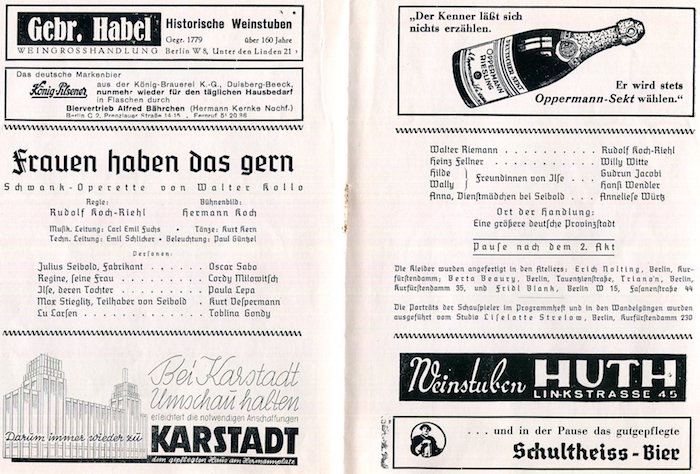 Gebr. Habel
WEINGROSSHANDLUNG
Historische Weinstuben
Gegr. 1779 über 160 Jahre
Berlin W 8, Unter den Linden 21
Das deutsche Markenbier
König-Pilsener
aus der König-Brauerei K.-G., Duisberg-Beeck,
nunmehr wieder für den täglichen Hausbedarf
in Flaschen durch
Biervertrieb Alfred Bährchen (Hermann Kernke Nachf.)
Berlin C 2, Prenzlauer Straße 14-15 . Fernruf 51 20 36
Frauen haben das gern
Schwank-Operette von Walter Kollo
Regie: Bühnenbild:
Rudolf Koch-Riehl Hermann Koch
Musik. Leitung: Carl Emil Fuchs • Tänze: Kurt Kern
Techn. Leitung: Emil Schlicker • Beleuchtung: Paul Güntzel
Personen:
Julius Seibold, Fabrikant . . . . . . . . Oscar Sabo
Regine, seine Frau . . . . . . . . . . . Cordy Milowitsch
Ilse, deren Tochter . . . . . . . . . . . Paula Lepa
Max Stieglitz, Teilhaber von Seibold . Kurt Vespermann
Lu Larsen . . . . . . . . . . . . . . . Toblina Gondy
Bei Karstadt
Umschau halten
erleichtert die notwendigen Anschaffungen
Darum immer wieder zu
KARSTADT
dem gepflegten Haus am Hermannplatz
„Der Kenner läßt sich
nichts erzählen.
DEUTSCHER SEKT
OPPERMANN
RIESLING
Er wird stets
Oppermann-Sekt wählen.“
Walter Riemann . . . . . . . . . . Rudolf Koch-Riehl
Heinz Fellner . . . . . . . . . . . Willy Witte
Hilde } Freundinnen von Ilse . . . Gudrun Jacobi
Wally Hanß Wendler
Anna, Dienstmädchen bei Seibold . . . Anneliese Würtz
Ort der Handlung:
Eine größere deutsche Provinzstadt
Pause nach dem 2. Akt
Die Kleider wurden angefertigt in den Ateliers: Erich Nolting, Berlin, Kur-
fürstendamm; Berta Beaury, Berlin, Tauentzienstraße, Trianon, Berlin,
Kurfürstendamm 35, und Fridl Blank, Berlin W 15, Fasanenstraße 44
Die Porträts der Schauspieler im Programmheft und in den Wandelgängen wurden
ausgeführt vom Studio Liselotte Strelow, Berlin, Kurfürstendamm 230
Weinstuben HUTH
LINKSTRASSE 45
. . . und in der Pause das gutgepflegte
Schultheiss-Bier